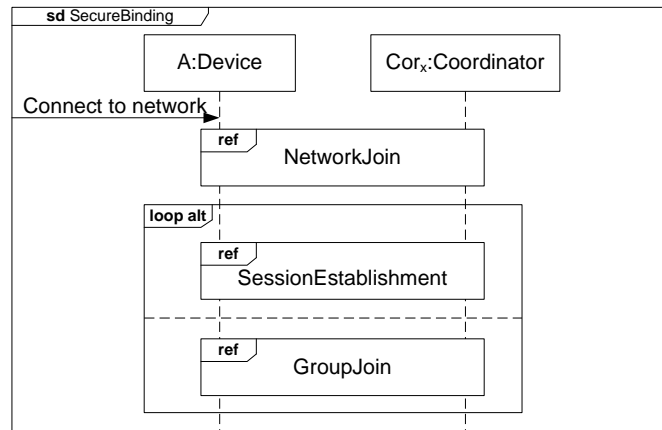 sd SecureBinding
A:Device
Corₓ:Coordinator
Connect to network
ref
NetworkJoin
loop alt
ref
SessionEstablishment
ref
GroupJoin